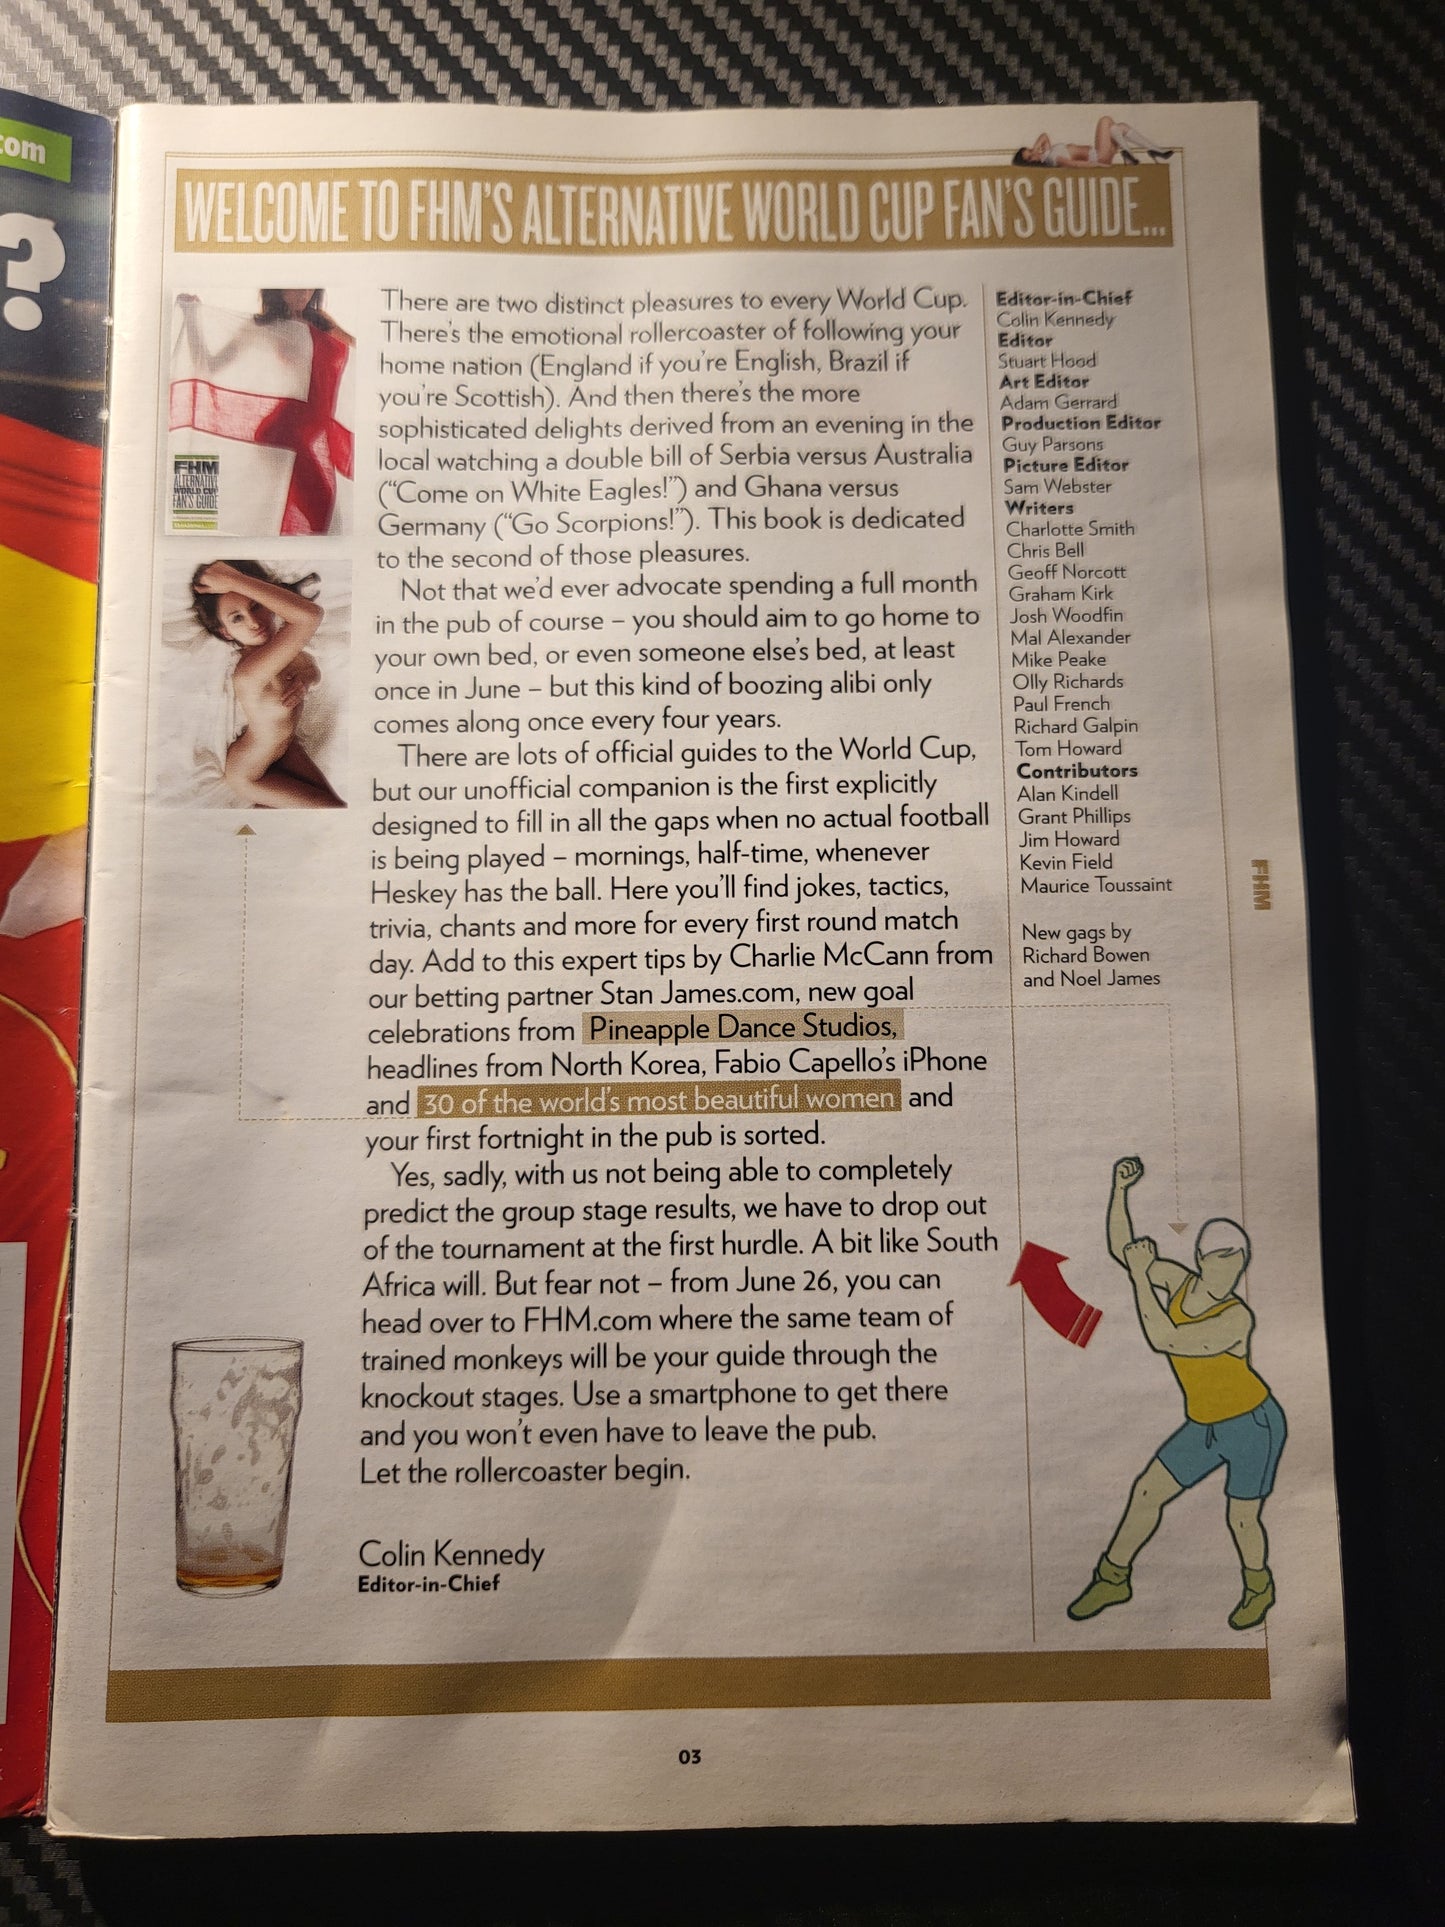 .com
?
WELCOME TO FHM'S ALTERNATIVE WORLD CUP FAN'S GUIDE...
FHM
ALTERNATIVE
WORLD CUP
FAN'S GUIDE
There are two distinct pleasures to every World Cup.
There's the emotional rollercoaster of following your
home nation (England if you're English, Brazil if
you're Scottish). And then there's the more
sophisticated delights derived from an evening in the
local watching a double bill of Serbia versus Australia
(“Come on White Eagles!”) and Ghana versus
Germany (“Go Scorpions!”). This book is dedicated
to the second of those pleasures.
Not that we'd ever advocate spending a full month
in the pub of course – you should aim to go home to
your own bed, or even someone else's bed, at least
once in June – but this kind of boozing alibi only
comes along once every four years.
There are lots of official guides to the World Cup,
but our unofficial companion is the first explicitly
designed to fill in all the gaps when no actual football
is being played – mornings, half-time, whenever
Heskey has the ball. Here you'll find jokes, tactics,
trivia, chants and more for every first round match
day. Add to this expert tips by Charlie McCann from
our betting partner Stan James.com, new goal
celebrations from Pineapple Dance Studios,
headlines from North Korea, Fabio Capello's iPhone
and 30 of the world's most beautiful women and
your first fortnight in the pub is sorted.
Yes, sadly, with us not being able to completely
predict the group stage results, we have to drop out
of the tournament at the first hurdle. A bit like South
Africa will. But fear not – from June 26, you can
head over to FHM.com where the same team of
trained monkeys will be your guide through the
knockout stages. Use a smartphone to get there
and you won't even have to leave the pub.
Let the rollercoaster begin.
Colin Kennedy
Editor-in-Chief
Editor-in-Chief
Colin Kennedy
Editor
Stuart Hood
Art Editor
Adam Gerrard
Production Editor
Guy Parsons
Picture Editor
Sam Webster
Writers
Charlotte Smith
Chris Bell
Geoff Norcott
Graham Kirk
Josh Woodfin
Mal Alexander
Mike Peake
Olly Richards
Paul French
Richard Galpin
Tom Howard
Contributors
Alan Kindell
Grant Phillips
Jim Howard
Kevin Field
Maurice Toussaint
New gags by
Richard Bowen
and Noel James
FHM
03